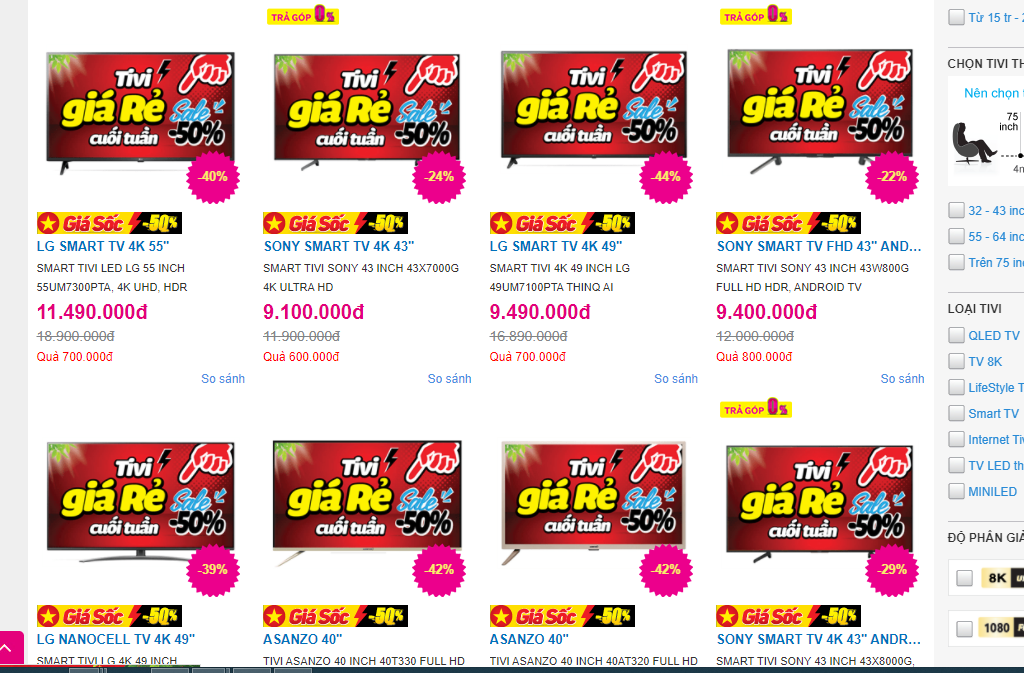 TRẢ GÓP 0%
TRẢ GÓP 0%
Từ 15 tr - 2
Tivi
giá Rẻ
Sale
cuối tuần -50%
-40%
Tivi
giá Rẻ
Sale
cuối tuần -50%
-24%
Tivi
giá Rẻ
Sale
cuối tuần -50%
-44%
Tivi
giá Rẻ
Sale
cuối tuần -50%
-22%
CHỌN TIVI TH
Nên chọn t
75
inch
4m
Giá Sốc -50%
LG SMART TV 4K 55"
SMART TIVI LED LG 55 INCH
55UM7300PTA, 4K UHD, HDR
11.490.000đ
18.900.000đ
Quà 700.000đ
So sánh
Giá Sốc -50%
SONY SMART TV 4K 43"
SMART TIVI SONY 43 INCH 43X7000G
4K ULTRA HD
9.100.000đ
11.900.000đ
Quà 600.000đ
So sánh
Giá Sốc -50%
LG SMART TV 4K 49"
SMART TIVI 4K 49 INCH LG
49UM7100PTA THINQ AI
9.490.000đ
16.890.000đ
Quà 700.000đ
So sánh
Giá Sốc -50%
SONY SMART TV FHD 43" AND...
SMART TIVI SONY 43 INCH 43W800G
FULL HD HDR, ANDROID TV
9.400.000đ
12.000.000đ
Quà 800.000đ
So sánh
32 - 43 inc
55 - 64 inc
Trên 75 inc
LOẠI TIVI
QLED TV
TV 8K
LifeStyle T
Smart TV
Internet Tiv
TV LED th
MINILED
TRẢ GÓP 0%
Tivi
giá Rẻ
Sale
cuối tuần -50%
-39%
Tivi
giá Rẻ
Sale
cuối tuần -50%
-42%
Tivi
giá Rẻ
Sale
cuối tuần -50%
-42%
Tivi
giá Rẻ
Sale
cuối tuần -50%
-29%
ĐỘ PHÂN GIẢ
8K
1080
Giá Sốc -50%
LG NANOCELL TV 4K 49"
SMART TIVI LG 4K 49 INCH
Giá Sốc -50%
ASANZO 40"
TIVI ASANZO 40 INCH 40T330 FULL HD
Giá Sốc -50%
ASANZO 40"
TIVI ASANZO 40 INCH 40AT320 FULL HD
Giá Sốc -50%
SONY SMART TV 4K 43" ANDR...
SMART TIVI SONY 43 INCH 43X8000G,